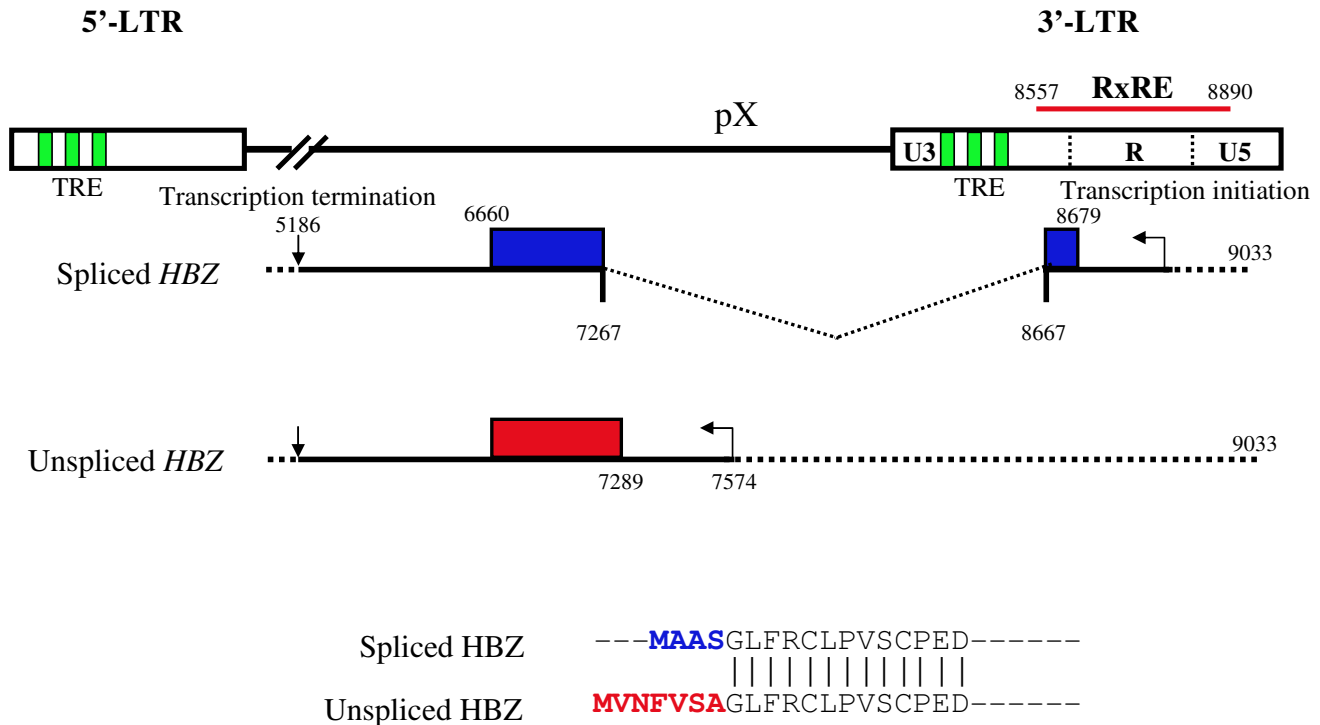 5’-LTR 3’-LTR
8557 RxRE 8890
pX
U3 R U5
TRE TRE
Transcription termination Transcription initiation
5186 6660 8679
Spliced HBZ 9033
7267 8667
Unspliced HBZ 9033
7289 7574
Spliced HBZ ---MAASGLFRCLPVSCPED------
||||||||||||||
Unspliced HBZ MVNFVSAGLFRCLPVSCPED------